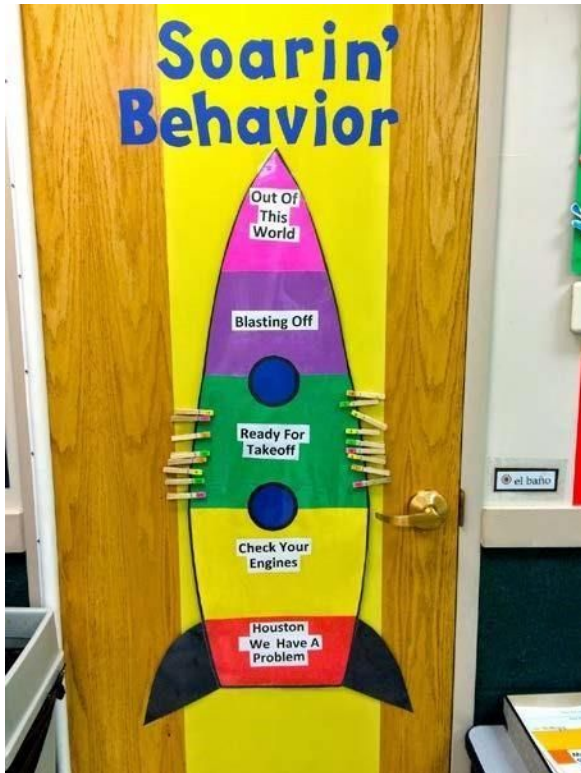 Soarin'
Behavior
Out Of
This
World
Blasting Off
Ready For
Takeoff
el baño
Check Your
Engines
Houston
We Have A
Problem